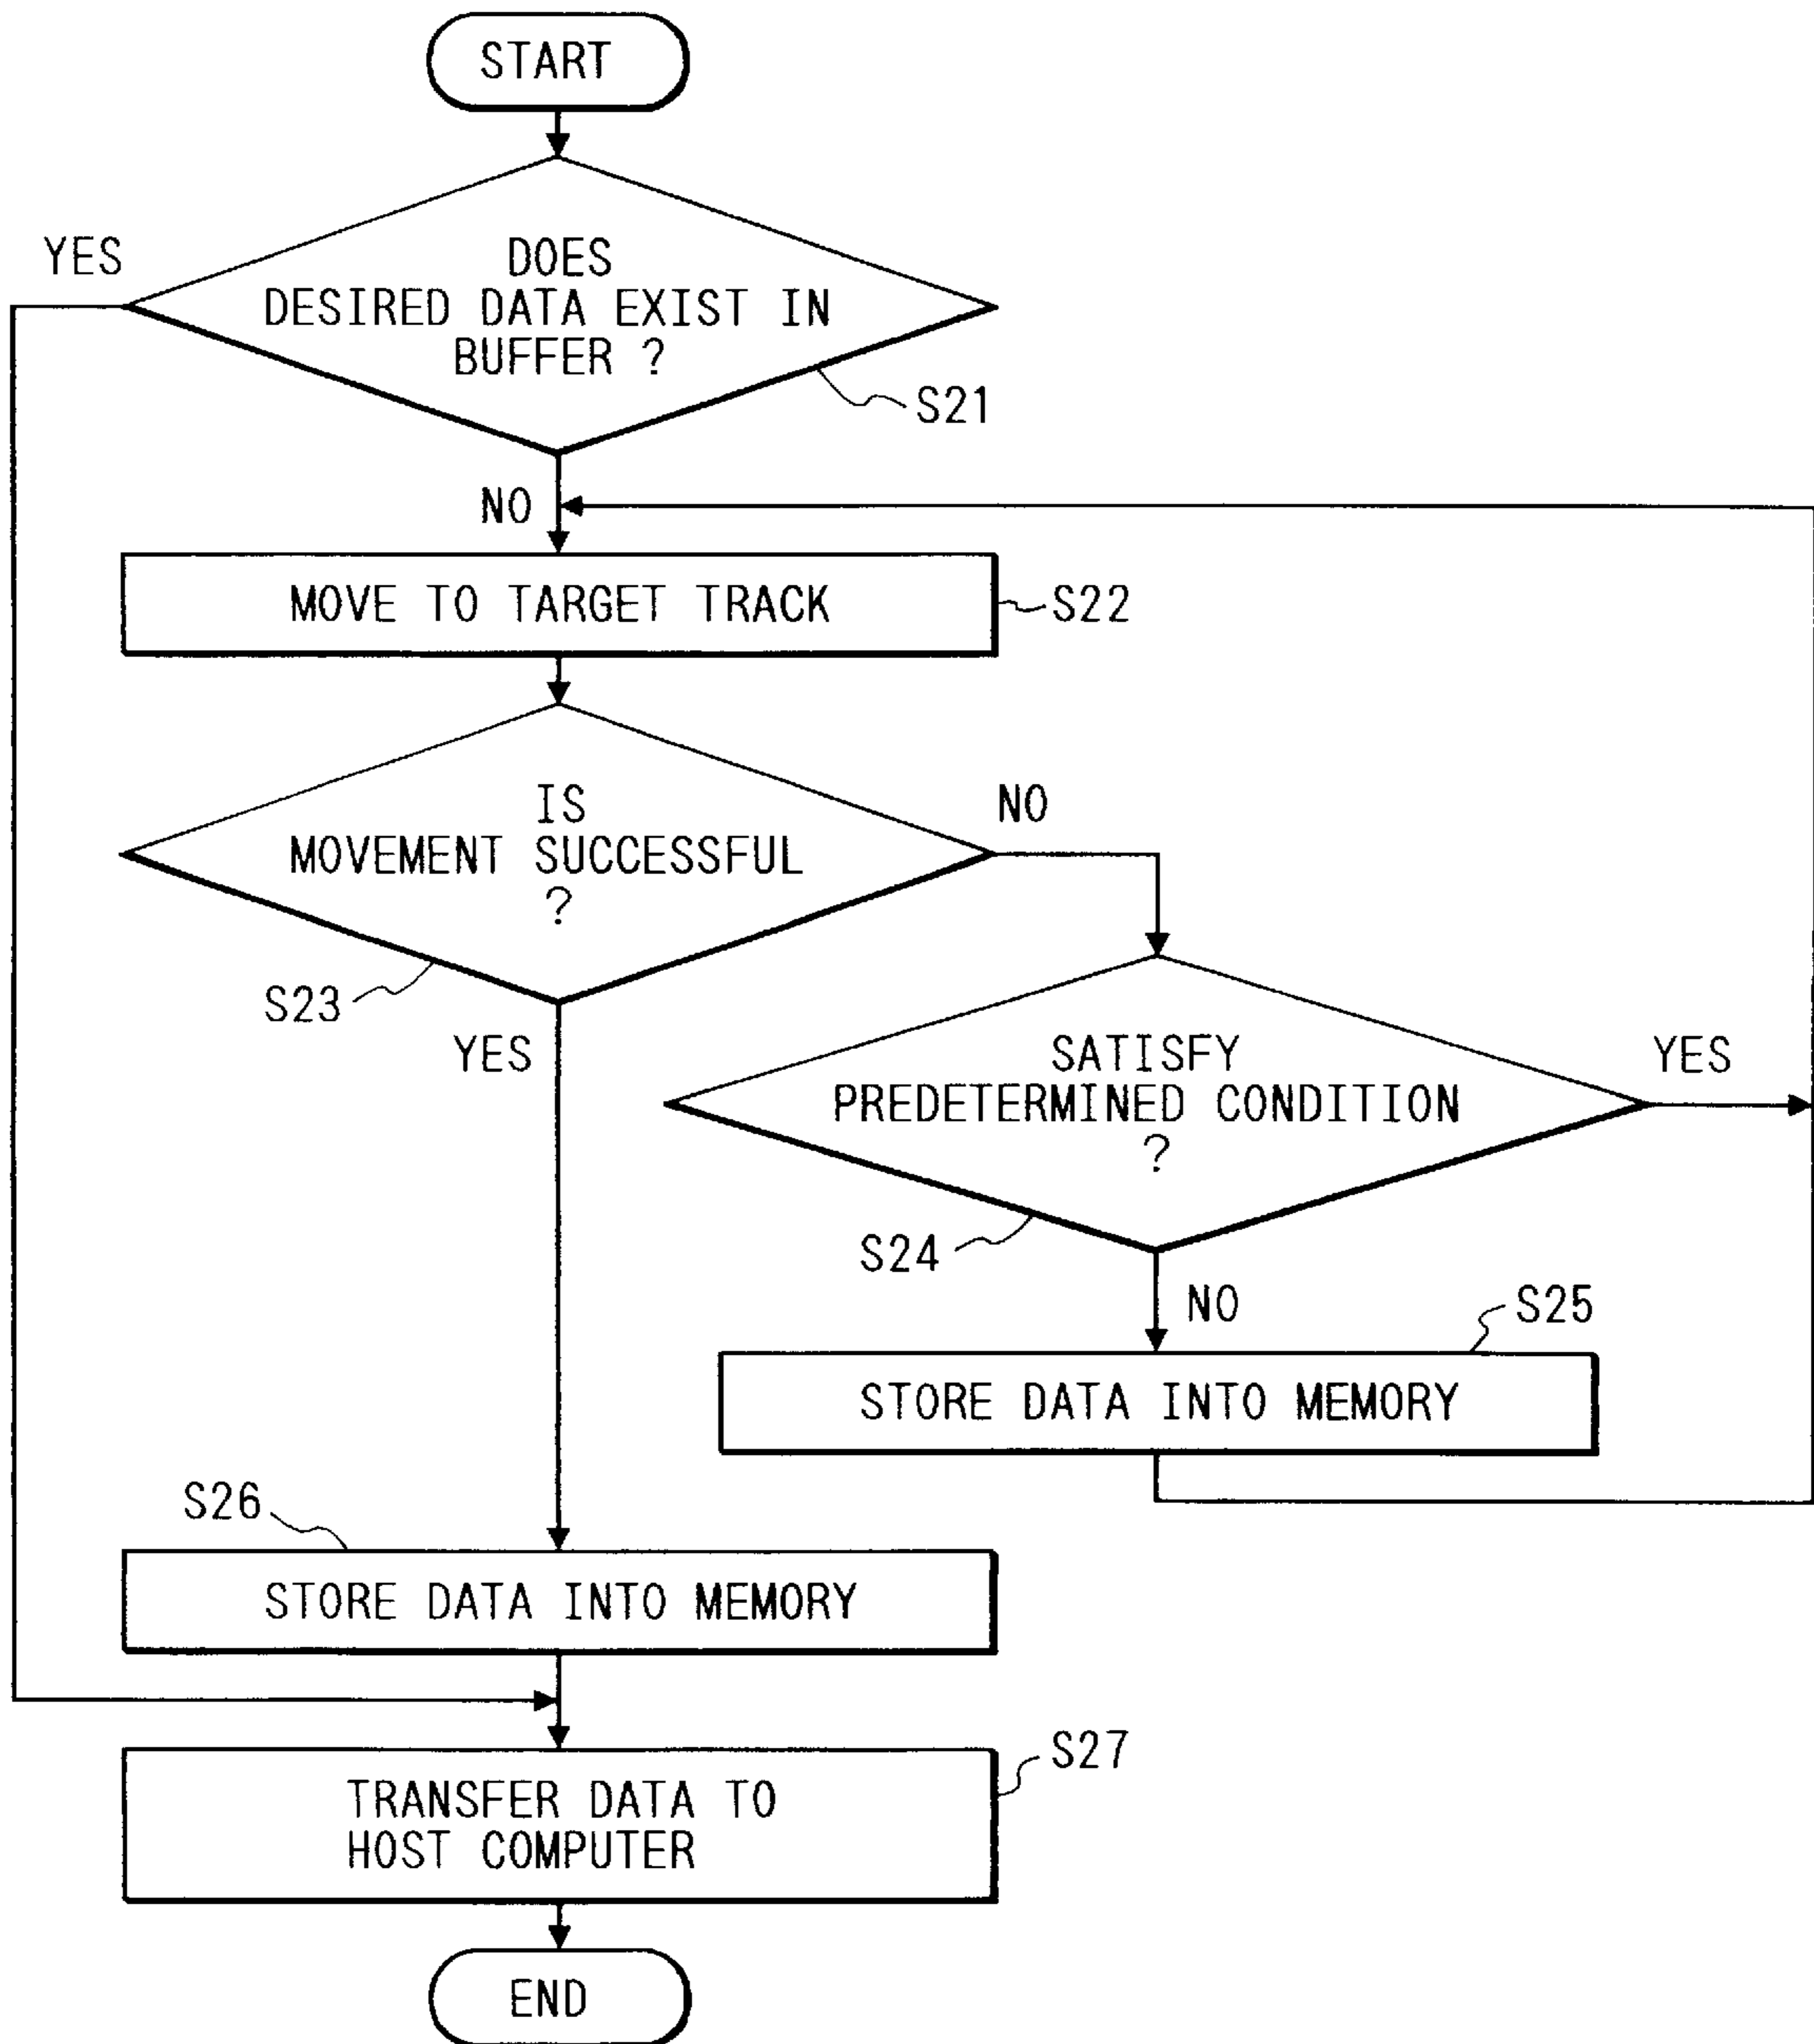 START
YES
DOES
DESIRED DATA EXIST IN
BUFFER ?
S21
NO
MOVE TO TARGET TRACK
S22
IS
MOVEMENT SUCCESSFUL
?
NO
S23
YES
SATISFY
PREDETERMINED CONDITION
?
YES
S24
NO
S25
STORE DATA INTO MEMORY
S26
STORE DATA INTO MEMORY
S27
TRANSFER DATA TO
HOST COMPUTER
END